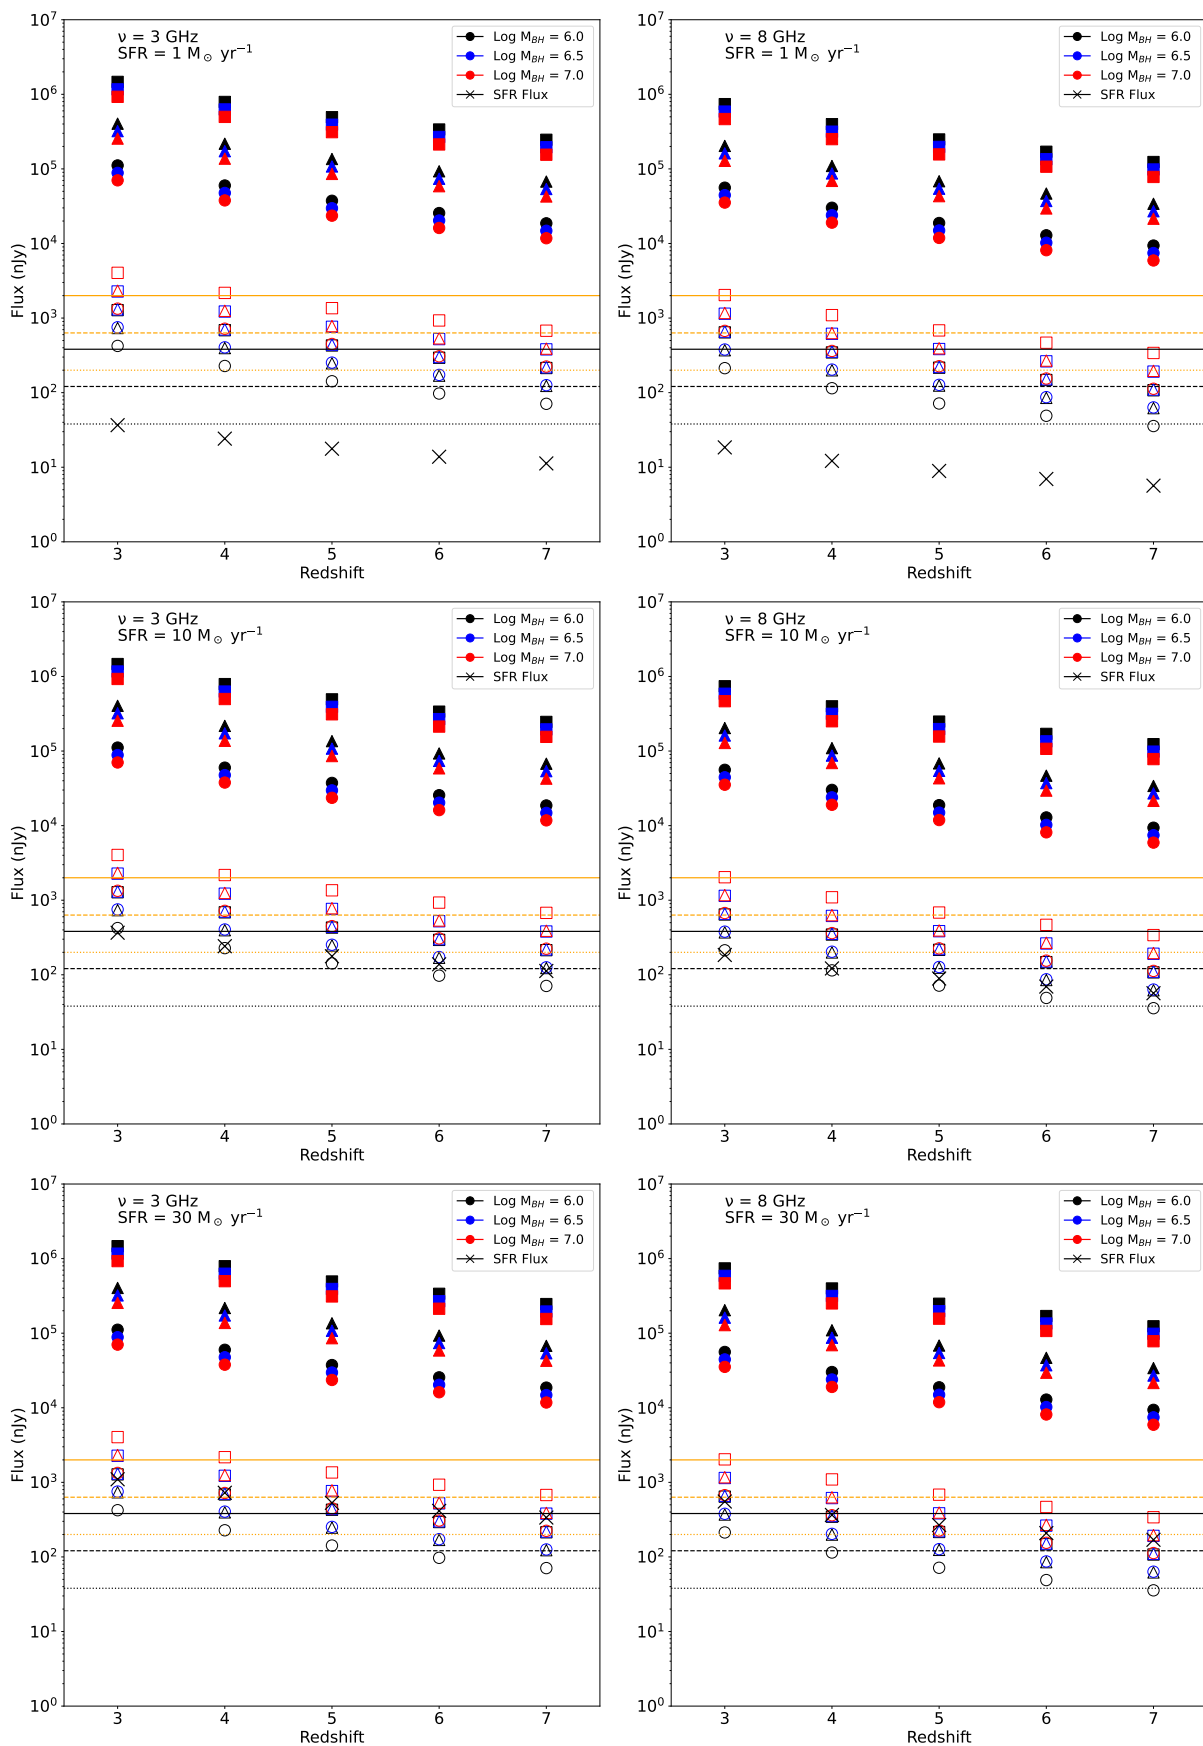 ν = 3 GHz
SFR = 1 M⊙ yr⁻¹
Log M_BH = 6.0
Log M_BH = 6.5
Log M_BH = 7.0
SFR Flux
Flux (nJy)
10⁷
10⁶
10⁵
10⁴
10³
10²
10¹
10⁰
3 4 5 6 7
Redshift
ν = 8 GHz
SFR = 1 M⊙ yr⁻¹
Log M_BH = 6.0
Log M_BH = 6.5
Log M_BH = 7.0
SFR Flux
Flux (nJy)
10⁷
10⁶
10⁵
10⁴
10³
10²
10¹
10⁰
3 4 5 6 7
Redshift
ν = 3 GHz
SFR = 10 M⊙ yr⁻¹
Log M_BH = 6.0
Log M_BH = 6.5
Log M_BH = 7.0
SFR Flux
Flux (nJy)
10⁷
10⁶
10⁵
10⁴
10³
10²
10¹
10⁰
3 4 5 6 7
Redshift
ν = 8 GHz
SFR = 10 M⊙ yr⁻¹
Log M_BH = 6.0
Log M_BH = 6.5
Log M_BH = 7.0
SFR Flux
Flux (nJy)
10⁷
10⁶
10⁵
10⁴
10³
10²
10¹
10⁰
3 4 5 6 7
Redshift
ν = 3 GHz
SFR = 30 M⊙ yr⁻¹
Log M_BH = 6.0
Log M_BH = 6.5
Log M_BH = 7.0
SFR Flux
Flux (nJy)
10⁷
10⁶
10⁵
10⁴
10³
10²
10¹
10⁰
3 4 5 6 7
Redshift
ν = 8 GHz
SFR = 30 M⊙ yr⁻¹
Log M_BH = 6.0
Log M_BH = 6.5
Log M_BH = 7.0
SFR Flux
Flux (nJy)
10⁷
10⁶
10⁵
10⁴
10³
10²
10¹
10⁰
3 4 5 6 7
Redshift